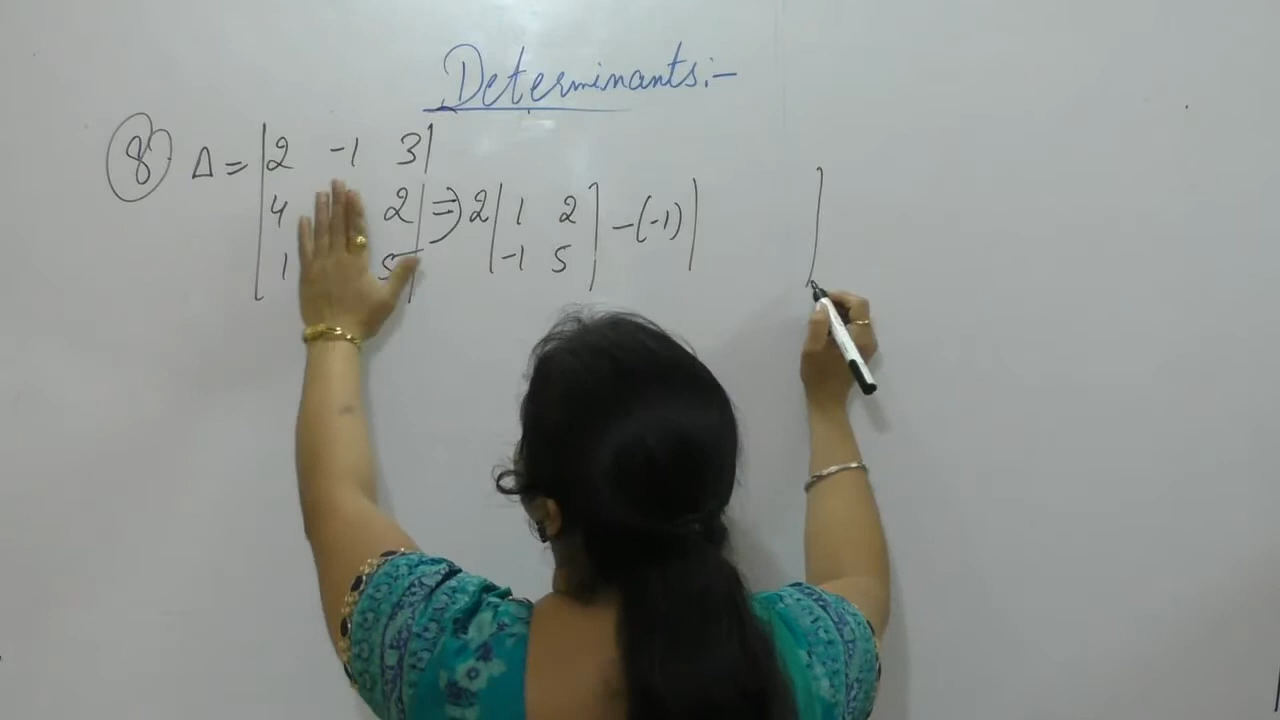 Determinants:-
8 Δ = | 2 -1 3 |
| 4 2 | ⇒ 2 | 1 2 | -(-1) | |
| 1 5 | | -1 5 |